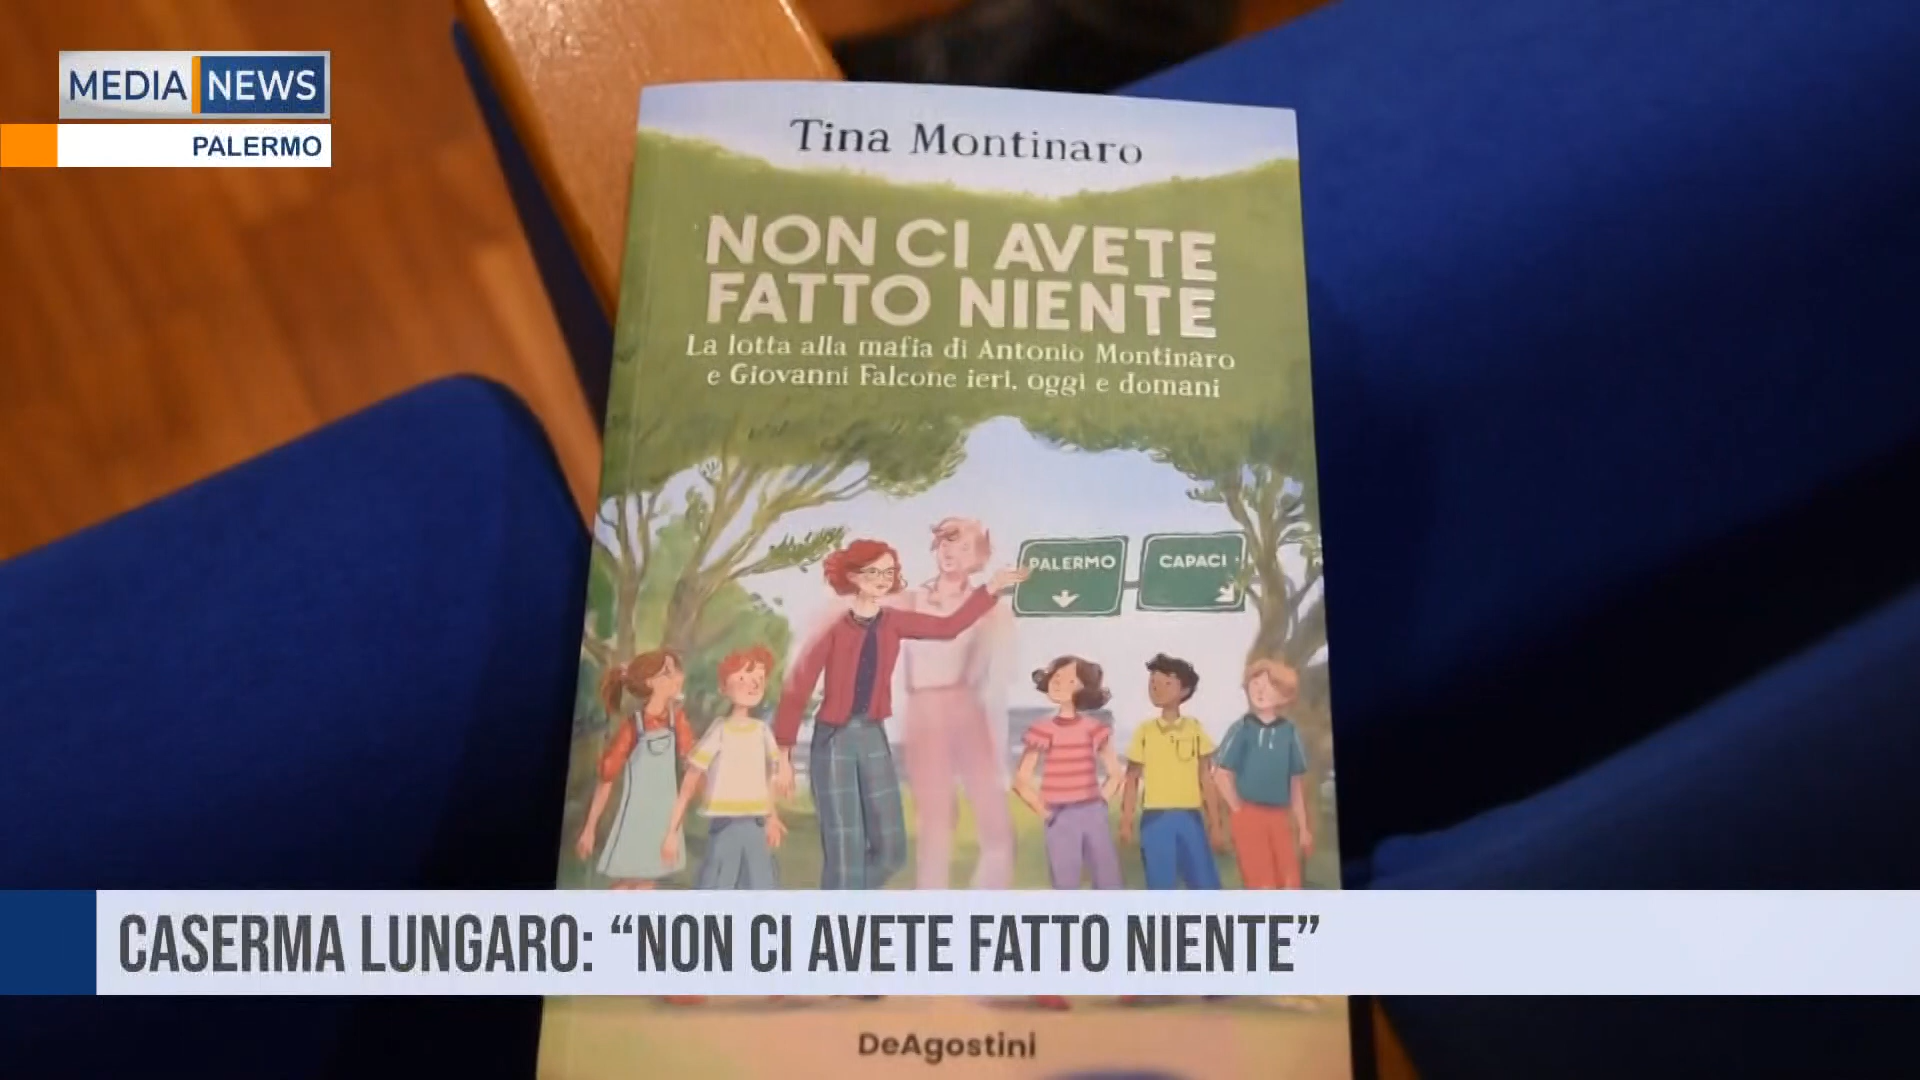 MEDIA NEWS
PALERMO
Tina Montinaro
NON CI AVETE
FATTO NIENTE
La lotta alla mafia di Antonio Montinaro
e Giovanni Falcone ieri, oggi e domani
PALERMO
CAPACI
CASERMA LUNGARO: “NON CI AVETE FATTO NIENTE”
DeAgostini